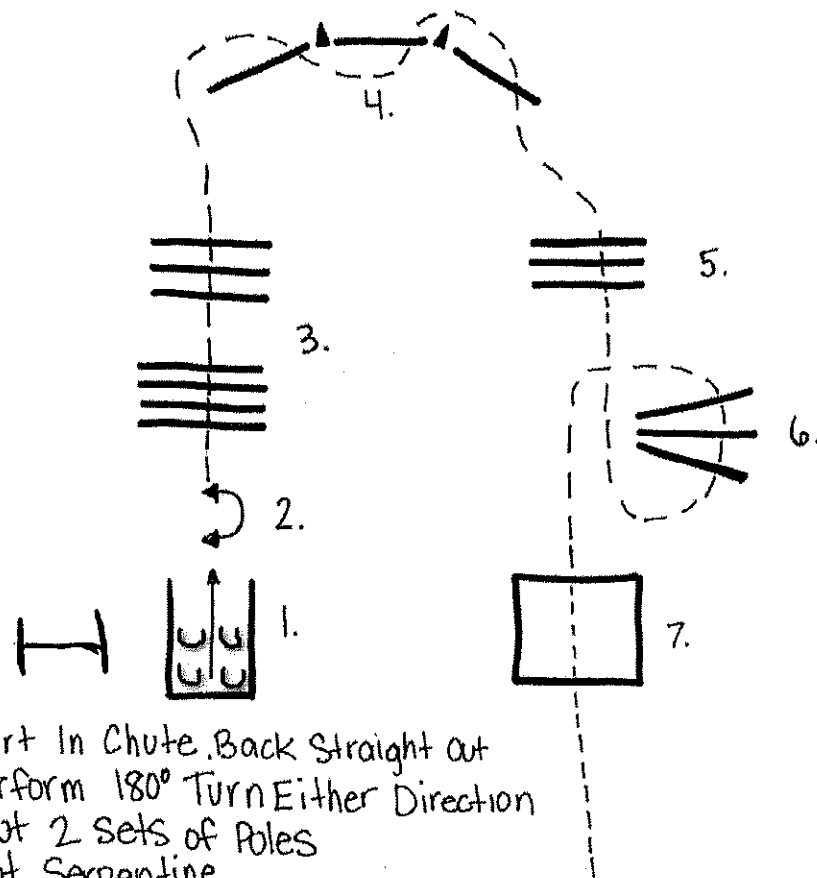 4.
5.
3.
6.
2.
1.
7.
rt In Chute. Back Straight out
rform 180° Turn Either Direction
ot 2 Sets of Poles
ot Serpentine